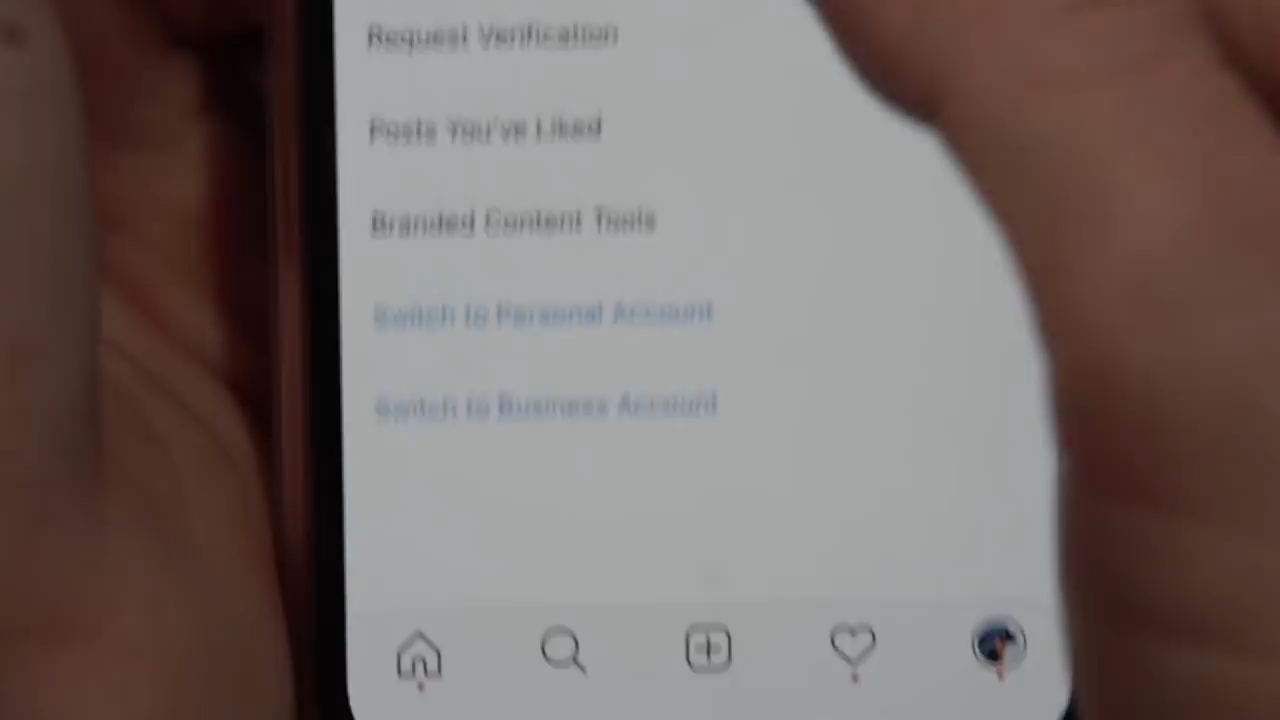 Request Verification
Posts You've Liked
Branded Content Tools
Switch to Personal Account
Switch to Business Account